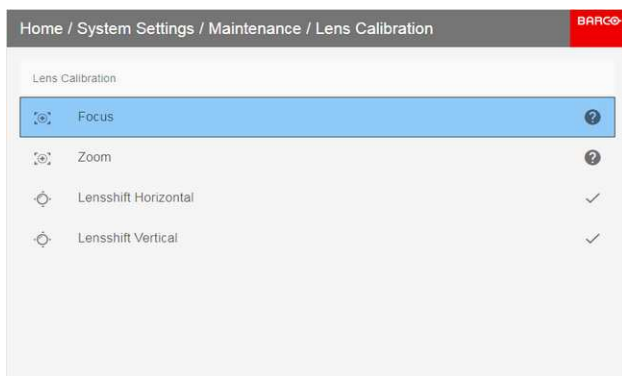 Home / System Settings / Maintenance / Lens Calibration
BARCO
Lens Calibration
Focus
Zoom
Lensshift Horizontal
Lensshift Vertical